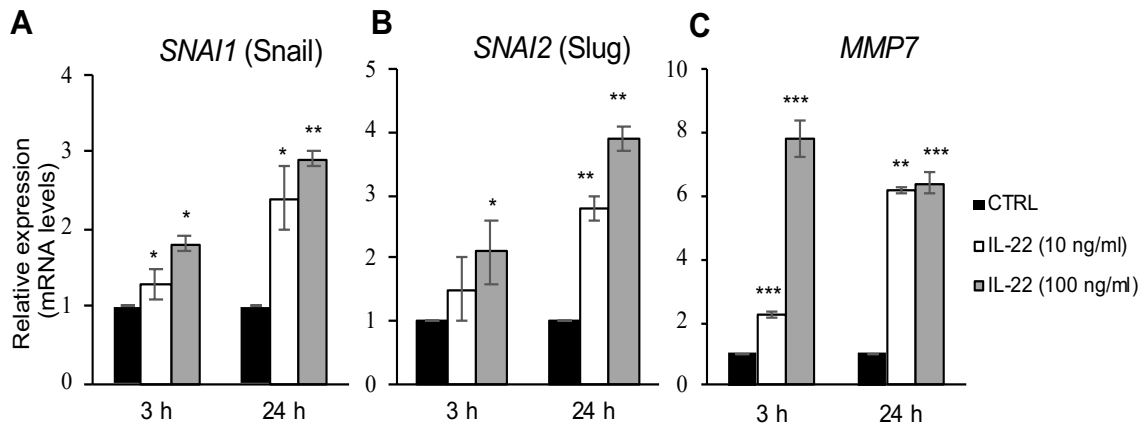 A
SNAI1 (Snail)
B
SNAI2 (Slug)
C
MMP7
Relative expression
(mRNA levels)
4
3
2
1
0
*
*
*
**
3 h
24 h
5
4
3
2
1
0
*
**
**
3 h
24 h
10
8
6
4
2
0
***
***
**
***
3 h
24 h
CTRL
IL-22 (10 ng/ml)
IL-22 (100 ng/ml)